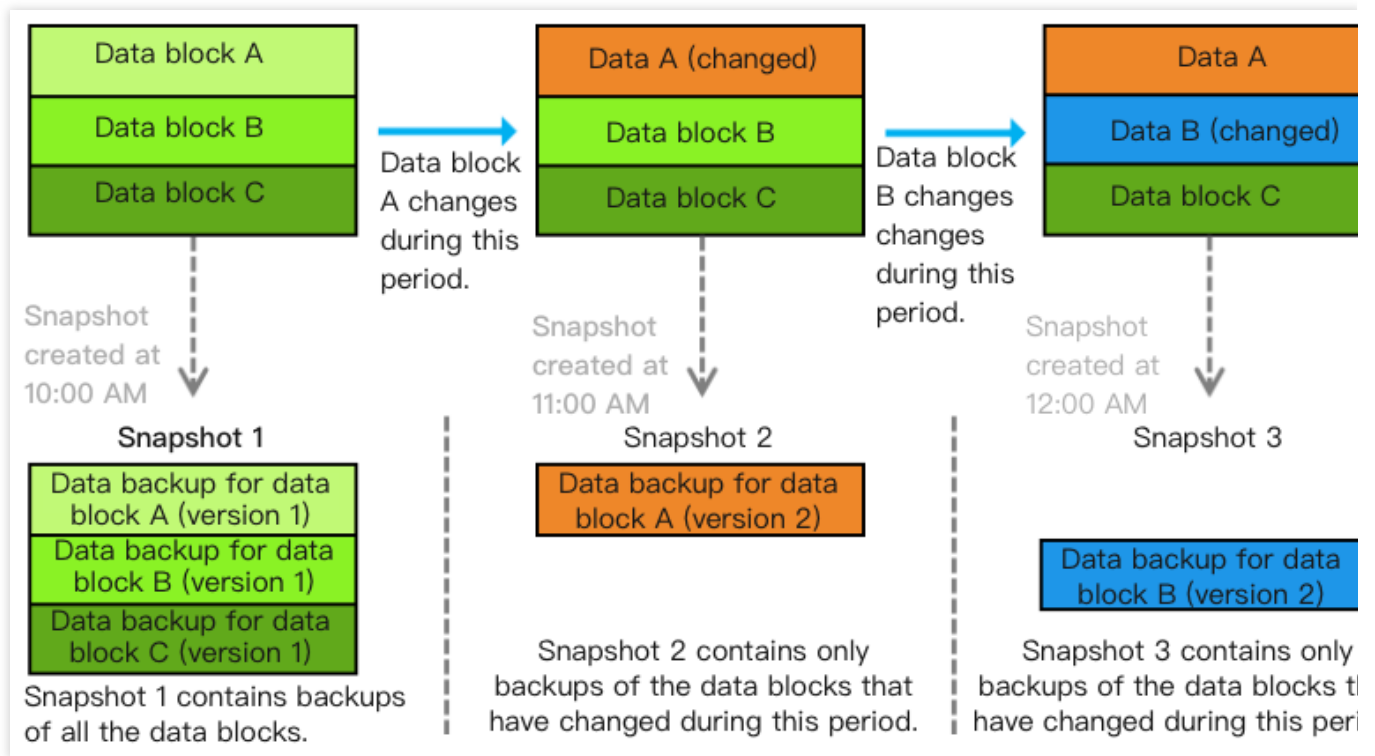 Data block A
Data block B
Data block C
Data block
A changes
during this
period.
Data A (changed)
Data block B
Data block C
Data block
B changes
changes
during this
period.
Data A
Data B (changed)
Data block C
Snapshot
created at
10:00 AM
Snapshot
created at
11:00 AM
Snapshot
created at
12:00 AM
Snapshot 1
Data backup for data
block A (version 1)
Data backup for data
block B (version 1)
Data backup for data
block C (version 1)
Snapshot 1 contains backups
of all the data blocks.
Snapshot 2
Data backup for data
block A (version 2)
Snapshot 2 contains only
backups of the data blocks that
have changed during this period.
Snapshot 3
Data backup for data
block B (version 2)
Snapshot 3 contains only
backups of the data blocks
have changed during this